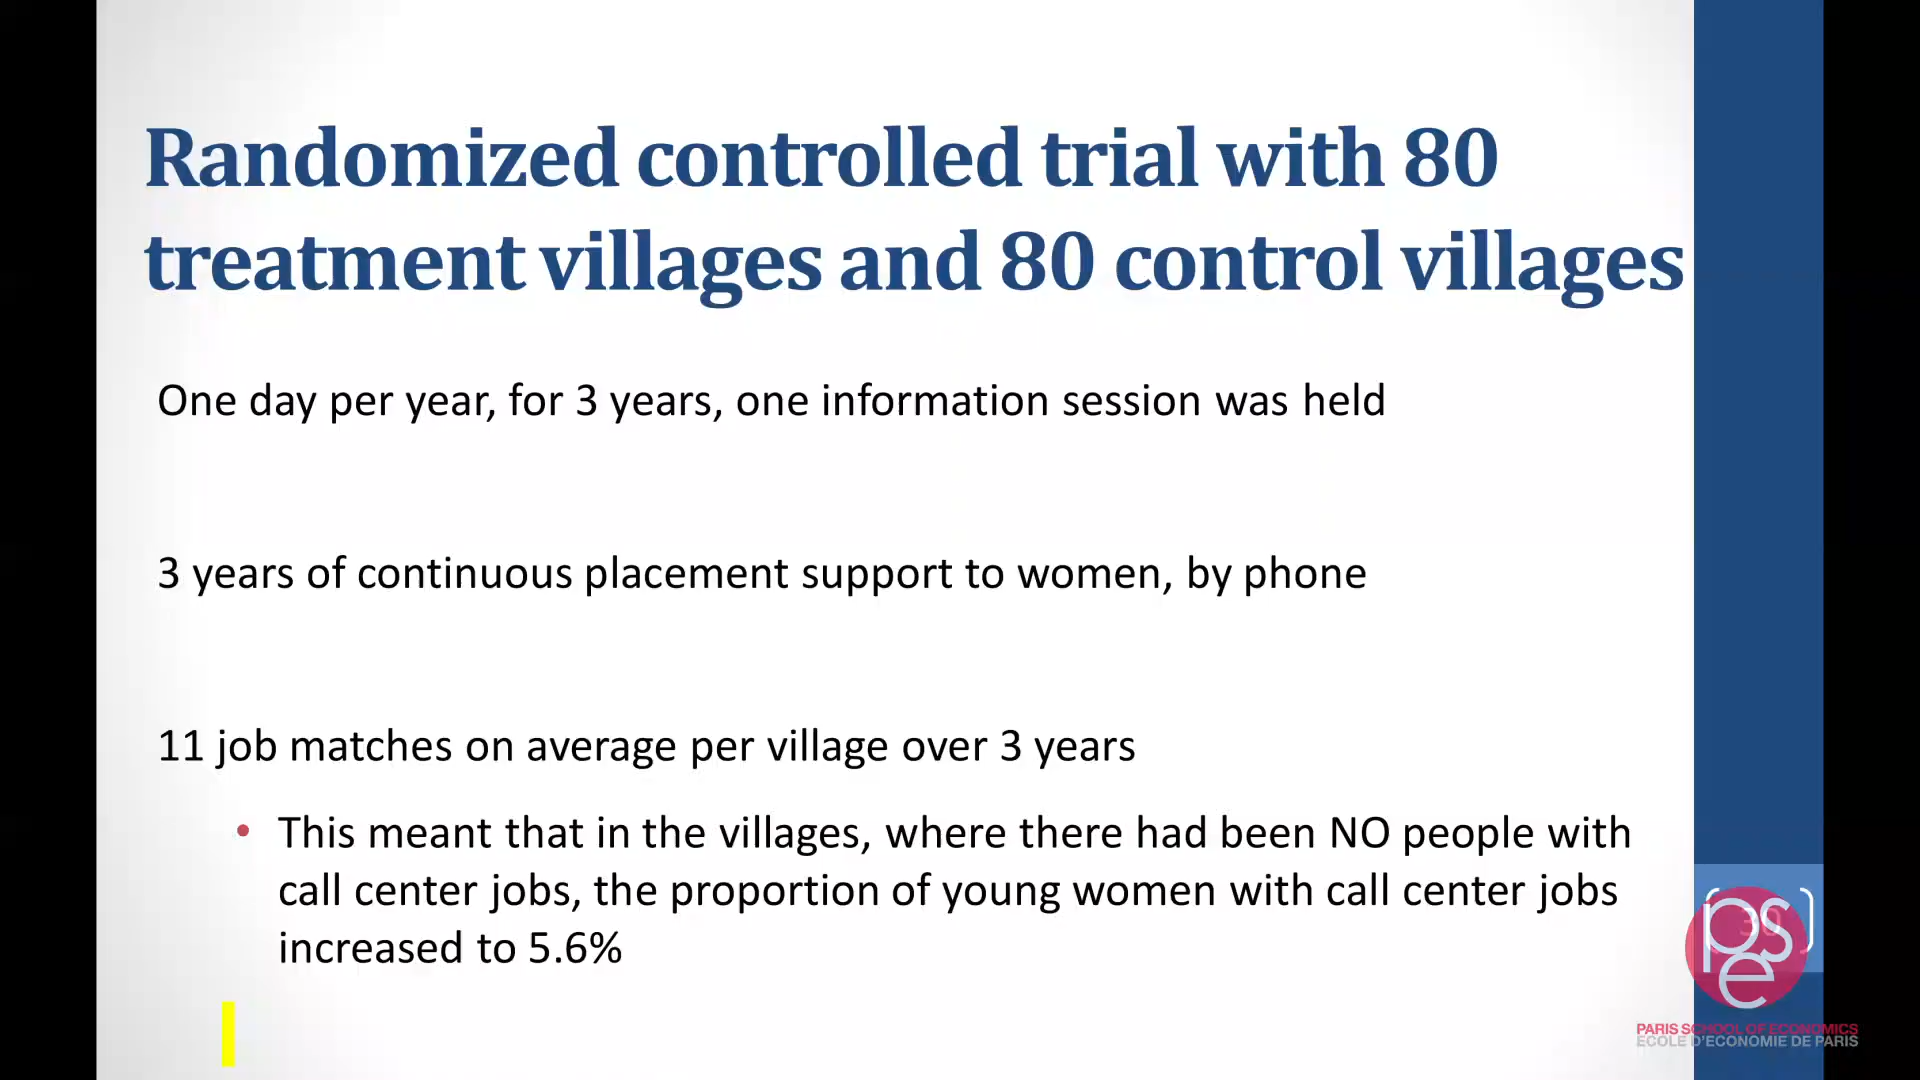 Randomized controlled trial with 80
treatment villages and 80 control villages
One day per year, for 3 years, one information session was held
3 years of continuous placement support to women, by phone
11 job matches on average per village over 3 years
• This meant that in the villages, where there had been NO people with
call center jobs, the proportion of young women with call center jobs
increased to 5.6%
30
pse
PARIS SCHOOL OF ECONOMICS
ECOLE D'ECONOMIE DE PARIS